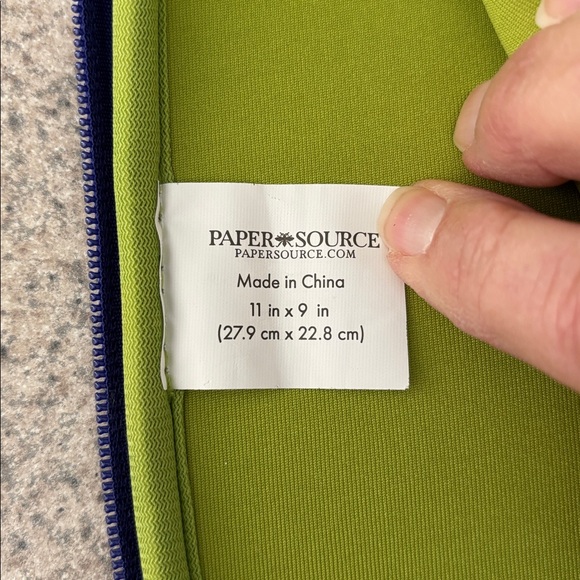 PAPER SOURCE
PAPERSOURCE.COM
Made in China
11 in x 9 in
(27.9 cm x 22.8 cm)